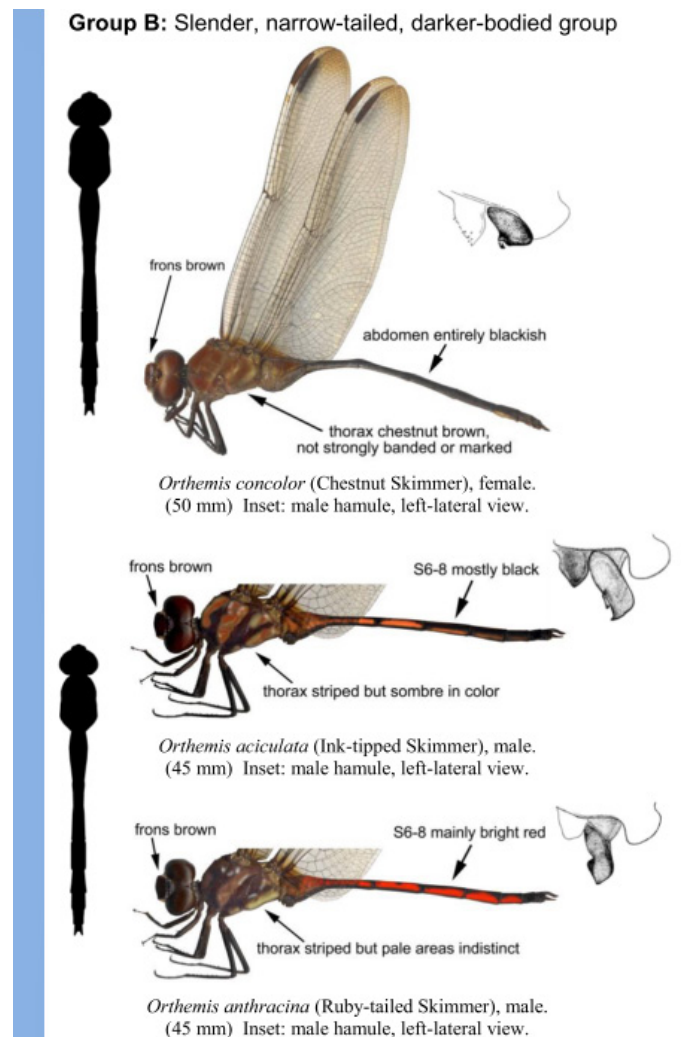 Group B: Slender, narrow-tailed, darker-bodied group
frons brown
abdomen entirely blackish
thorax chestnut brown,
not strongly banded or marked
Orthemis concolor (Chestnut Skimmer), female.
(50 mm) Inset: male hamule, left-lateral view.
frons brown
S6-8 mostly black
thorax striped but sombre in color
Orthemis aciculata (Ink-tipped Skimmer), male.
(45 mm) Inset: male hamule, left-lateral view.
frons brown
S6-8 mainly bright red
thorax striped but pale areas indistinct
Orthemis anthracina (Ruby-tailed Skimmer), male.
(45 mm) Inset: male hamule, left-lateral view.